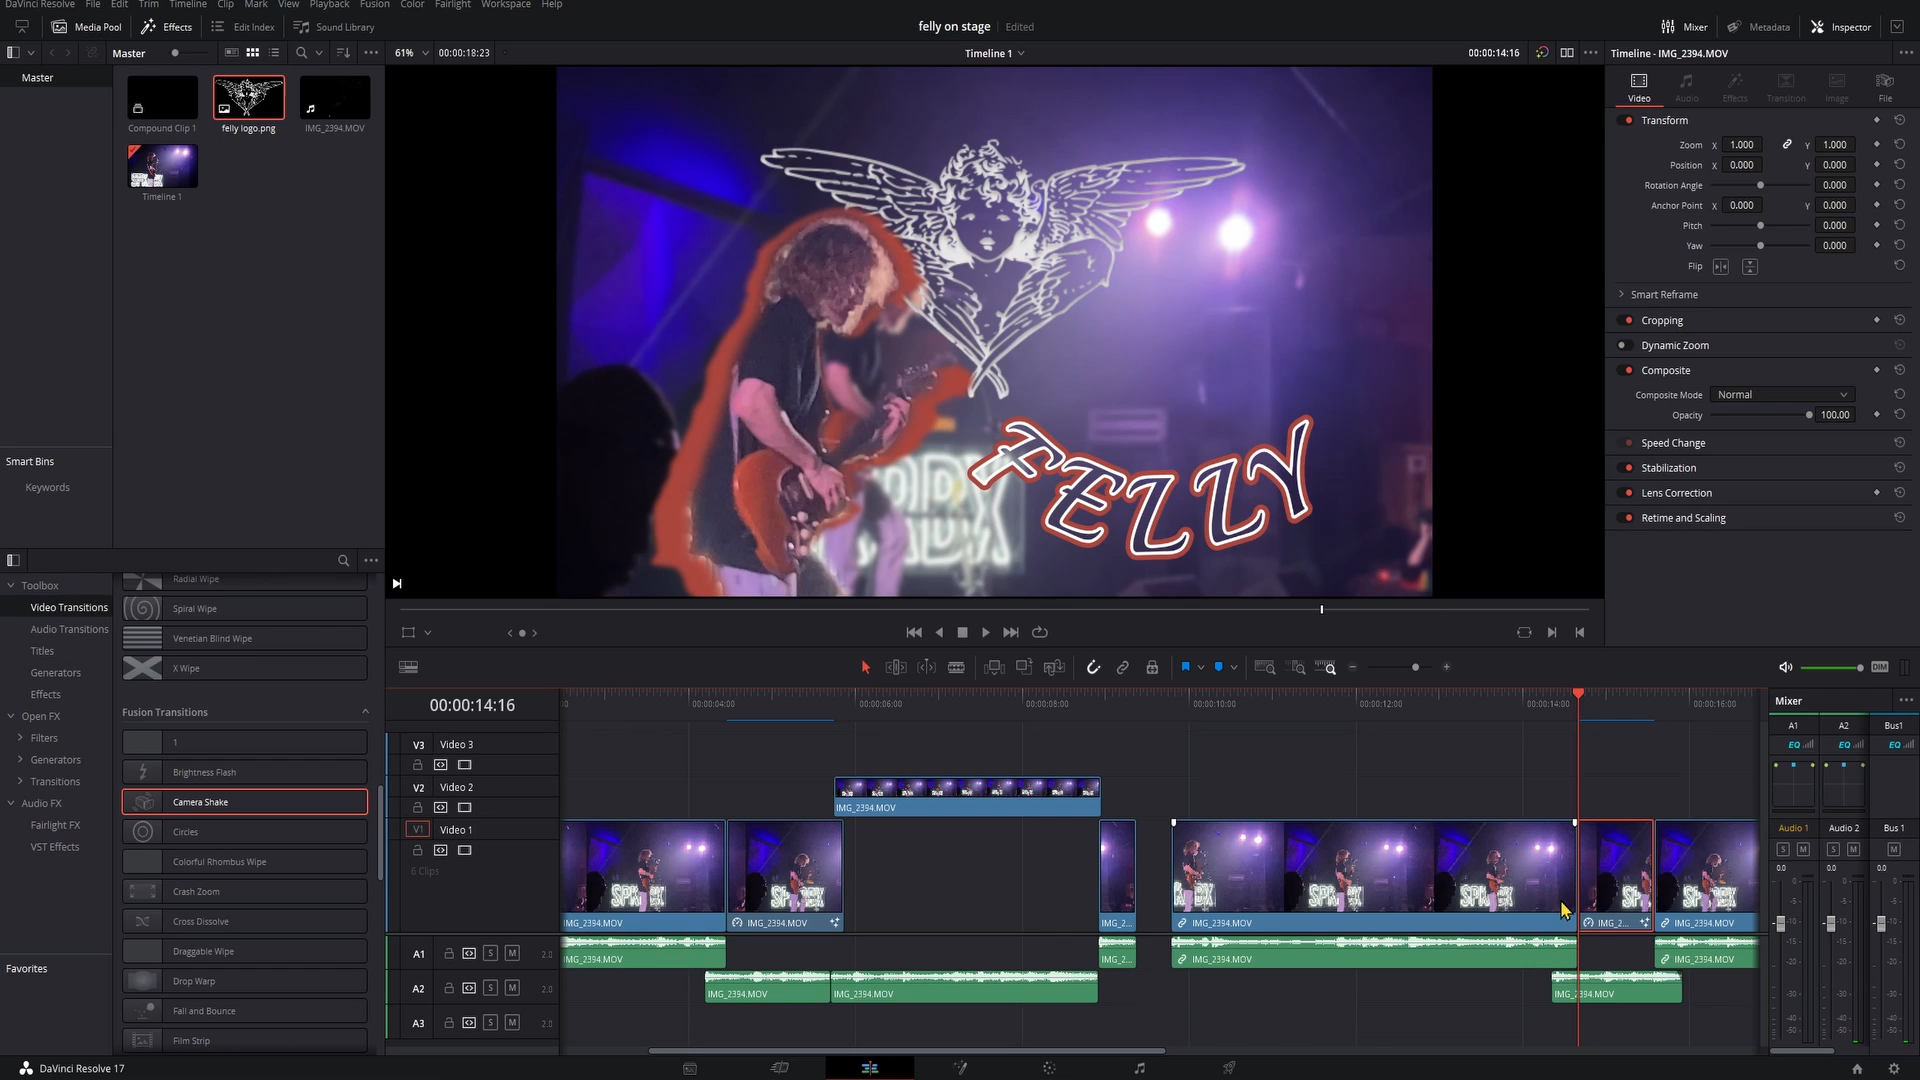 DaVinci Resolve File Edit Trim Timeline Clip Mark View Playback Fusion Color Fairlight Workspace Help
Media Pool Effects Edit Index Sound Library felly on stage Edited Mixer Metadata Inspector
Master 61% 00:00:18:23 Timeline 1 00:00:14:16 Timeline - IMG_2394.MOV
Master
Compound Clip 1 felly logo.png IMG_2394.MOV
Timeline 1
Smart Bins
Keywords
Video Audio Effects Transition Image File
Transform
Zoom X 1.000 Y 1.000
Position X 0.000 Y 0.000
Rotation Angle 0.000
Anchor Point X 0.000 Y 0.000
Pitch 0.000
Yaw 0.000
Flip
Smart Reframe
Cropping
Dynamic Zoom
Composite
Composite Mode Normal
Opacity 100.00
Speed Change
Stabilization
Lens Correction
Retime and Scaling
FELLY
Toolbox
Video Transitions
Audio Transitions
Titles
Generators
Effects
Open FX
Filters
Generators
Transitions
Audio FX
Fairlight FX
VST Effects
Favorites
Radial Wipe
Spiral Wipe
Venetian Blind Wipe
X Wipe
Fusion Transitions
1
Brightness Flash
Camera Shake
Circles
Colorful Rhombus Wipe
Crash Zoom
Cross Dissolve
Draggable Wipe
Drop Warp
Fall and Bounce
Film Strip
DIM
00:00:14:16 00:00:04:00 00:00:06:00 00:00:08:00 00:00:10:00 00:00:12:00 00:00:14:00 00:00:16:00
V3 Video 3
V2 Video 2
IMG_2394.MOV
V1 Video 1
6 Clips
IMG_2394.MOV IMG_2394.MOV IMG_2... IMG_2394.MOV IMG_2... IMG_2394.MOV
A1 S M 2.0
IMG_2394.MOV IMG_2... IMG_2394.MOV IMG_2394.MOV
A2 S M 2.0
IMG_2394.MOV IMG_2394.MOV IMG_2394.MOV
A3 S M 2.0
Mixer
A1 A2 Bus1
EQ EQ EQ
Audio 1 Audio 2 Bus 1
S M S M M
0.0 0.0 0.0
DaVinci Resolve 17